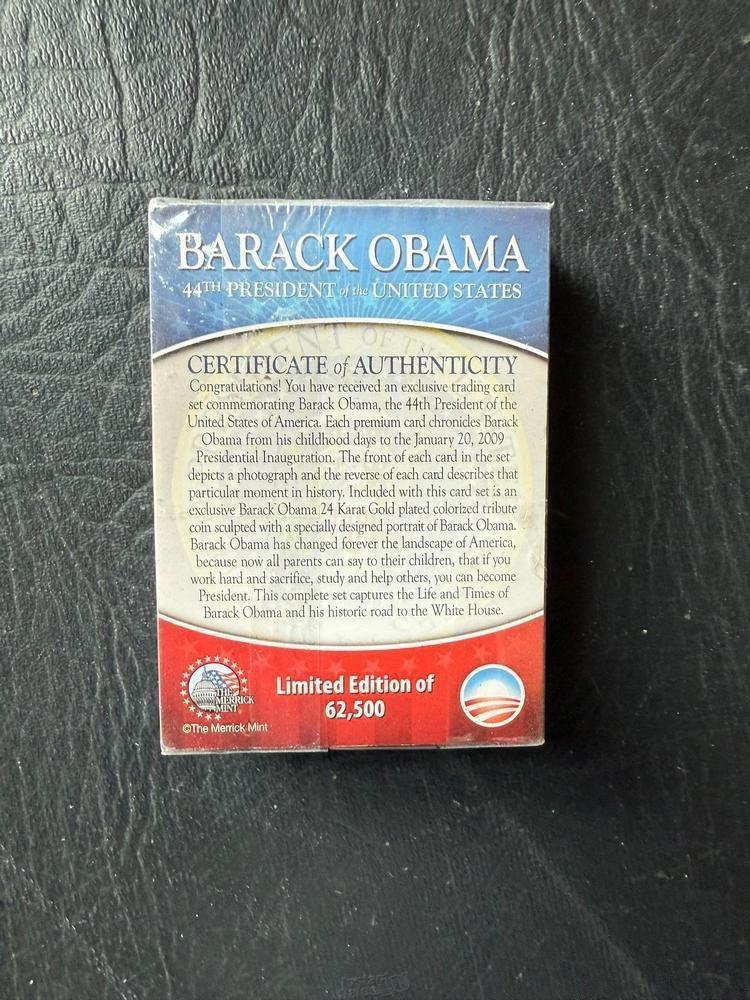 BARACK OBAMA
44TH PRESIDENT of the UNITED STATES
CERTIFICATE of AUTHENTICITY
Congratulations! You have received an exclusive trading card
set commemorating Barack Obama, the 44th President of the
United States of America. Each premium card chronicles Barack
Obama from his childhood days to the January 20, 2009
Presidential Inauguration. The front of each card in the set
depicts a photograph and the reverse of each card describes that
particular moment in history. Included with this card set is an
exclusive Barack Obama 24 Karat Gold plated colorized tribute
coin sculpted with a specially designed portrait of Barack Obama.
Barack Obama has changed forever the landscape of America,
because now all parents can say to their children, that if you
work hard and sacrifice, study and help others, you can become
President. This complete set captures the Life and Times of
Barack Obama and his historic road to the White House.
THE
MERRICK
MINT
©The Merrick Mint
Limited Edition of
62,500